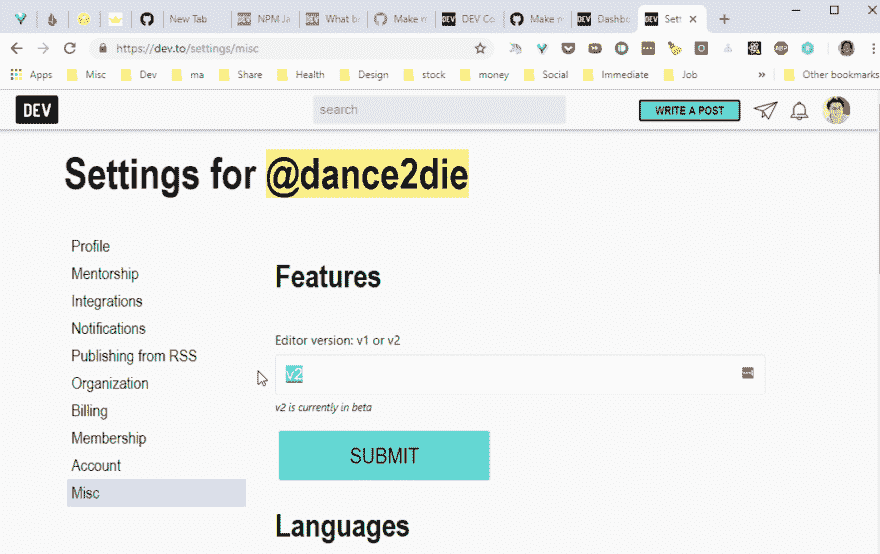 New Tab
NPM Ja
What b
Make n
DEV Co
Make n
Dashbo
Sett
https://dev.to/settings/misc
Apps
Misc
Dev
ma
Share
Health
Design
stock
money
Social
Immediate
Job
»
Other bookmarks
DEV
search
WRITE A POST
Settings for @dance2die
Profile
Mentorship
Integrations
Notifications
Publishing from RSS
Organization
Billing
Membership
Account
Misc
Features
Editor version: v1 or v2
v2
v2 is currently in beta
SUBMIT
Languages